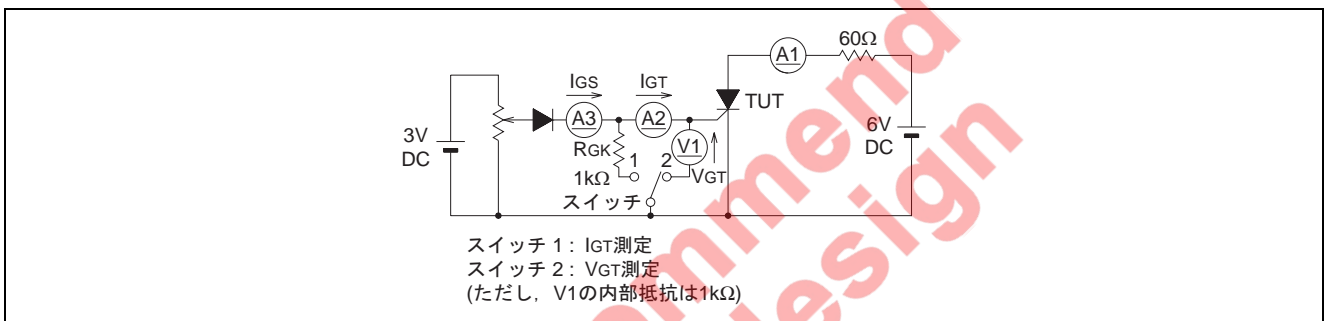 60Ω
A1
IGS
IGT
TUT
A3
A2
3V
DC
RGK
1
2
V1
6V
DC
1kΩ
VGT
スイッチ
スイッチ 1 : IGT測定
スイッチ 2 : VGT測定
(ただし, V1の内部抵抗は1kΩ)
ommend
design